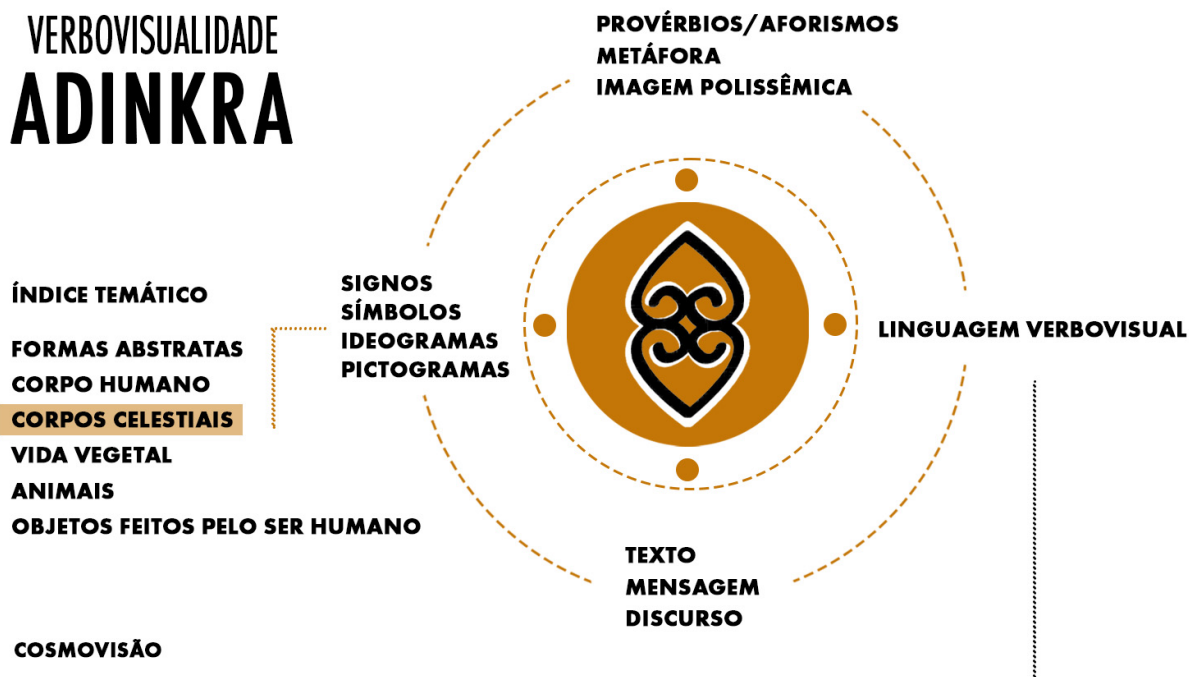 VERBOVISUALIDADE
ADINKRA
PROVÉRBIOS/AFORISMOS
METÁFORA
IMAGEM POLISSÊMICA
ÍNDICE TEMÁTICO
FORMAS ABSTRATAS
CORPO HUMANO
CORPOS CELESTIAIS
VIDA VEGETAL
ANIMAIS
OBJETOS FEITOS PELO SER HUMANO
SIGNOS
SÍMBOLOS
IDEOGRAMAS
PICTOGRAMAS
LINGUAGEM VERBOVISUAL
TEXTO
MENSAGEM
DISCURSO
COSMOVISÃO